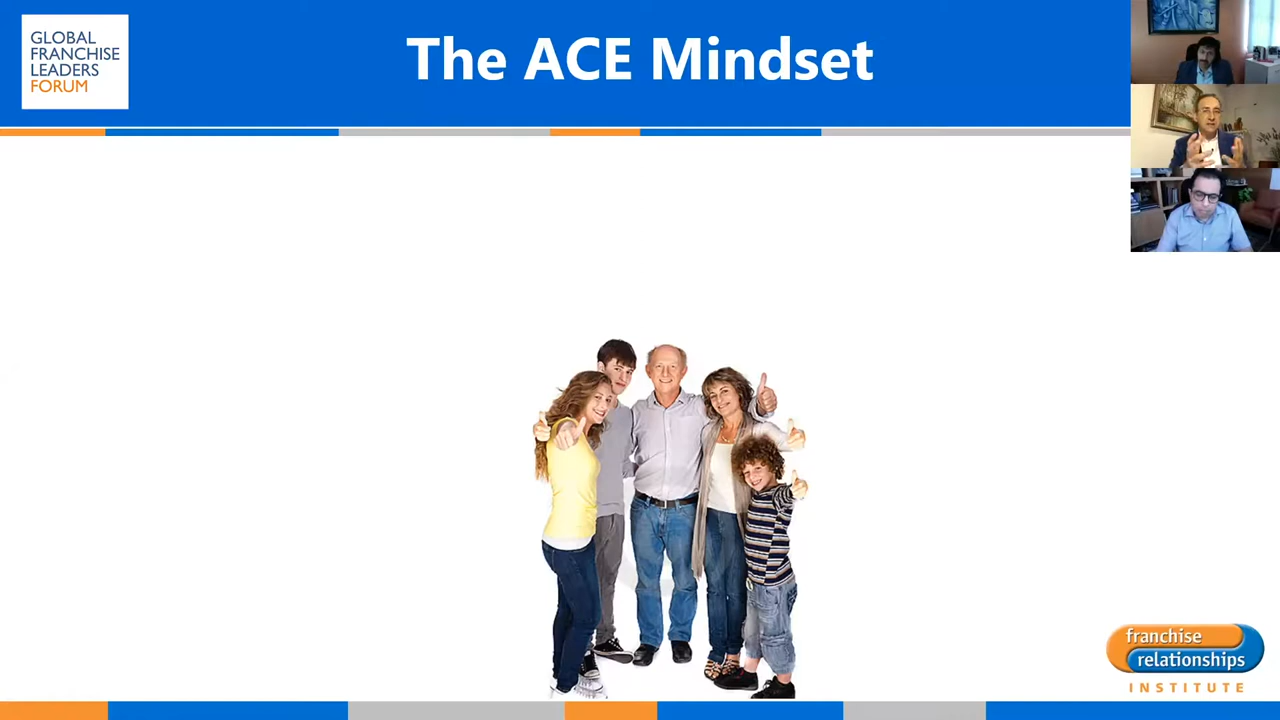 GLOBAL
FRANCHISE
LEADERS
FORUM
The ACE Mindset
franchise
relationships
INSTITUTE